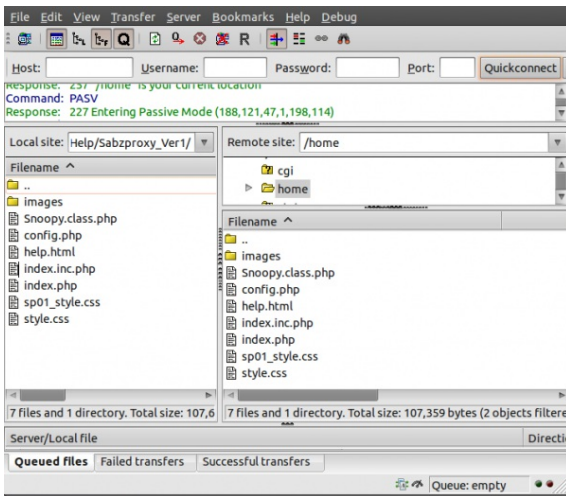 File Edit View Transfer Server Bookmarks Help Debug
Host: Username: Password: Port: Quickconnect
Response: 257 "/home" is your current location
Command: PASV
Response: 227 Entering Passive Mode (188,121,47,1,198,114)
Local site: Help/Sabzproxy_Ver1/
Remote site: /home
cgi
home
Filename
..
images
Snoopy.class.php
config.php
help.html
index.inc.php
index.php
sp01_style.css
style.css
7 files and 1 directory. Total size: 107,6
Filename
..
images
Snoopy.class.php
config.php
help.html
index.inc.php
index.php
sp01_style.css
style.css
7 files and 1 directory. Total size: 107,359 bytes (2 objects filtere
Server/Local file Directi
Queued files Failed transfers Successful transfers
Queue: empty